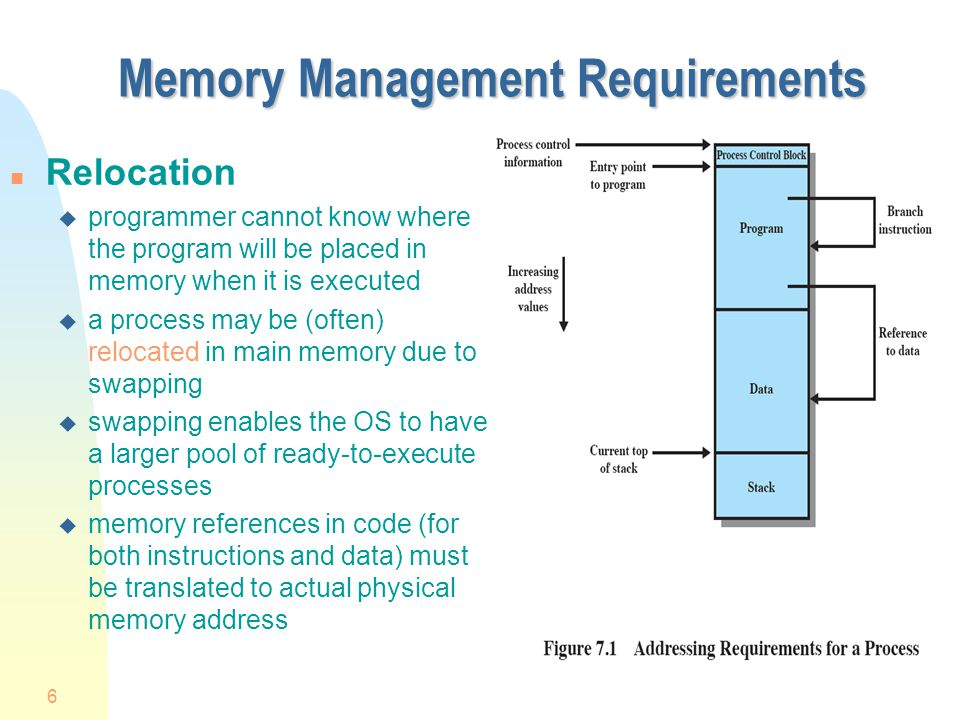 Memory Management Requirements
Relocation
programmer cannot know where
the program will be placed in
memory when it is executed
a process may be (often)
relocated in main memory due to
swapping
swapping enables the OS to have
a larger pool of ready-to-execute
processes
memory references in code (for
both instructions and data) must
be translated to actual physical
memory address
Process control
information
Entry point
to program
Process Control Block
Program
Branch
instruction
Increasing
address
values
Reference
to data
Data
Current top
of stack
Stack
Figure 7.1 Addressing Requirements for a Process
6